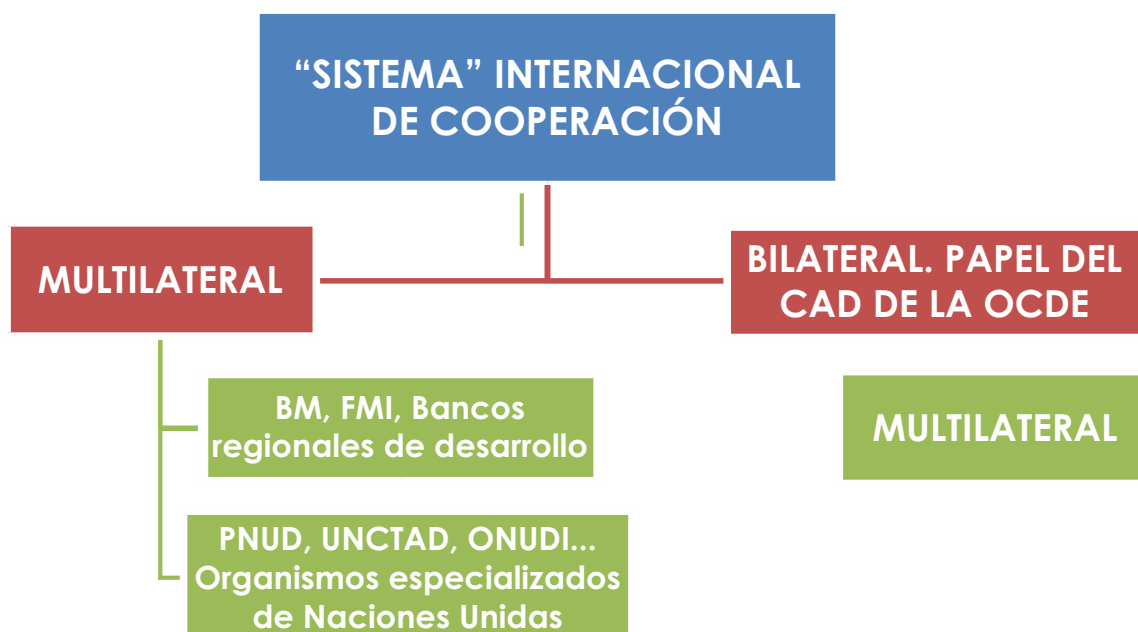 “SISTEMA” INTERNACIONAL
DE COOPERACIÓN
MULTILATERAL
BILATERAL. PAPEL DEL
CAD DE LA OCDE
BM, FMI, Bancos
regionales de desarrollo
MULTILATERAL
PNUD, UNCTAD, ONUDI...
Organismos especializados
de Naciones Unidas